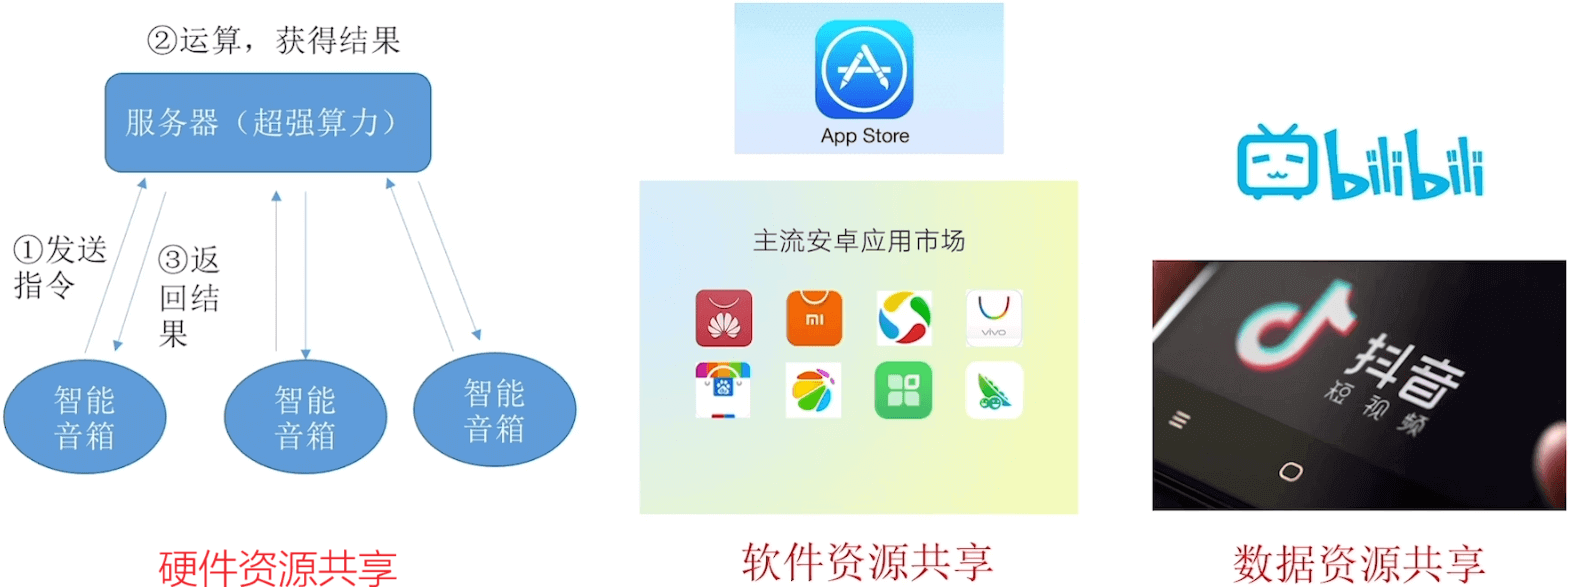 ②运算，获得结果
服务器（超强算力）
①发送
指令
③返
回结
果
智能
音箱
智能
音箱
智能
音箱
硬件资源共享
App Store
主流安卓应用市场
mi
vivo
软件资源共享
bilibili
抖音
短视频
数据资源共享